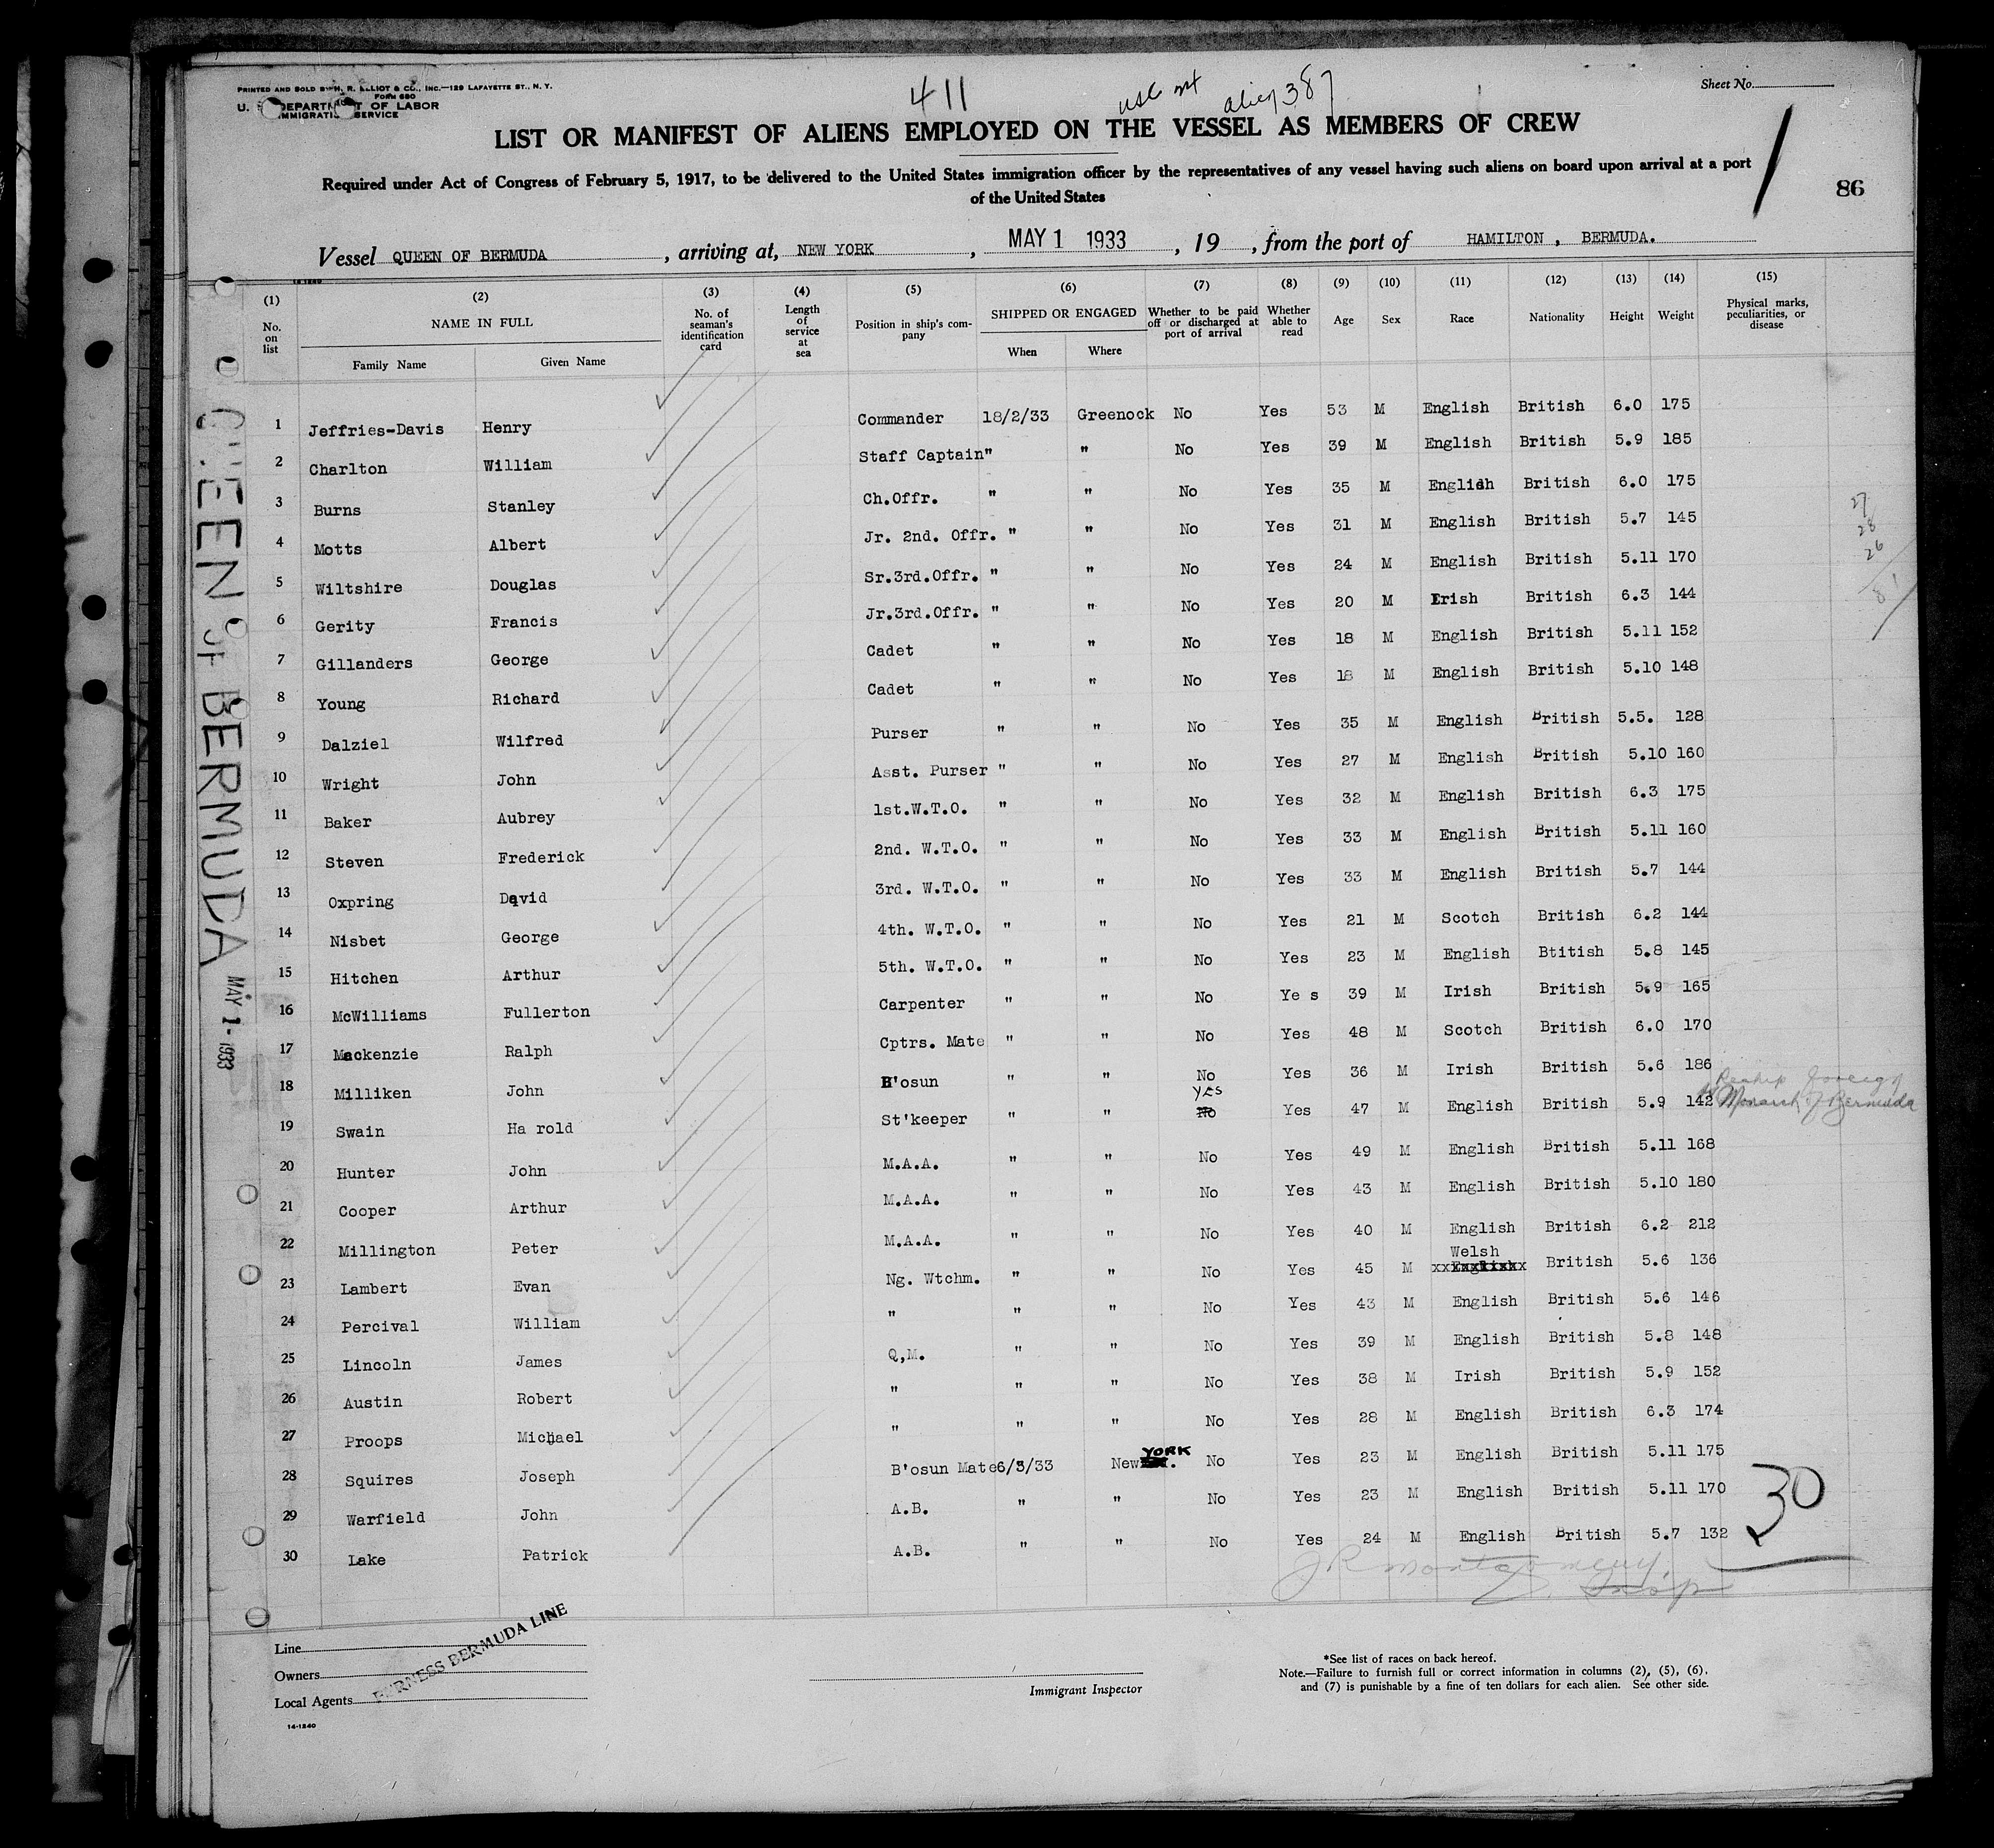 PRINTED AND SOLD BY H. R. ELLIOT & CO., INC.—129 LAFAYETTE ST., N. Y.
FORM 680
U. S. DEPARTMENT OF LABOR
IMMIGRATION SERVICE
411
alien 387
Sheet No.
LIST OR MANIFEST OF ALIENS EMPLOYED ON THE VESSEL AS MEMBERS OF CREW
1
Required under Act of Congress of February 5, 1917, to be delivered to the United States immigration officer by the representatives of any vessel having such aliens on board upon arrival at a port
of the United States
86
Vessel QUEEN OF BERMUDA, arriving at, NEW YORK, MAY 1 1933, 19, from the port of HAMILTON, BERMUDA.
14-1240
(1) No. on list (2) NAME IN FULL Family Name Given Name (3) No. of seaman's identification card (4) Length of service at sea (5) Position in ship's company (6) SHIPPED OR ENGAGED When Where (7) Whether to be paid off or discharged at port of arrival (8) Whether able to read (9) Age (10) Sex (11) Race (12) Nationality (13) Height (14) Weight (15) Physical marks, peculiarities, or disease
1 Jeffries-Davis Henry Commander 18/2/33 Greenock No Yes 53 M English British 6.0 175
2 Charlton William Staff Captain " " No Yes 39 M English British 5.9 185
3 Burns Stanley Ch.Offr. " " No Yes 35 M English British 6.0 175
4 Motts Albert Jr. 2nd. Offr. " " No Yes 31 M English British 5.7 145
5 Wiltshire Douglas Sr.3rd.Offr. " " No Yes 24 M English British 5.11 170
6 Gerity Francis Jr.3rd.Offr. " " No Yes 20 M Irish British 6.3 144
7 Gillanders George Cadet " " No Yes 18 M English British 5.11 152
8 Young Richard Cadet " " No Yes 18 M English British 5.10 148
9 Dalziel Wilfred Purser " " No Yes 35 M English British 5.5. 128
10 Wright John Asst. Purser " " No Yes 27 M English British 5.10 160
11 Baker Aubrey 1st.W.T.O. " " No Yes 32 M English British 6.3 175
12 Steven Frederick 2nd. W.T.O. " " No Yes 33 M English British 5.11 160
13 Oxpring David 3rd. W.T.O. " " No Yes 33 M English British 5.7 144
14 Nisbet George 4th. W.T.O. " " No Yes 21 M Scotch British 6.2 144
15 Hitchen Arthur 5th. W.T.O. " " No Yes 23 M English Btitish 5.8 145
16 McWilliams Fullerton Carpenter " " No Ye s 39 M Irish British 5.9 165
17 Mackenzie Ralph Cptrs. Mate " " No Yes 48 M Scotch British 6.0 170
18 Milliken John B'osun " " No Yes 36 M Irish British 5.6 186
19 Swain Ha rold St'keeper " " YES No Yes 47 M English British 5.9 142 Reship foreign Monarch of Bermuda
20 Hunter John M.A.A. " " No Yes 49 M English British 5.11 168
21 Cooper Arthur M.A.A. " " No Yes 43 M English British 5.10 180
22 Millington Peter M.A.A. " " No Yes 40 M English British 6.2 212
23 Lambert Evan Ng. Wtchm. " " No Yes 45 M Welsh xxEnglishxx British 5.6 136
24 Percival William " " " No Yes 43 M English British 5.6 146
25 Lincoln James Q,M. " " No Yes 39 M English British 5.8 148
26 Austin Robert " " " No Yes 38 M Irish British 5.9 152
27 Proops Michael " " " No Yes 28 M English British 6.3 174
28 Squires Joseph B'osun Mate 6/3/33 New YORK. No Yes 23 M English British 5.11 175
29 Warfield John A.B. " " No Yes 23 M English British 5.11 170
30 Lake Patrick A.B. " " No Yes 24 M English British 5.7 132
27
28
26
81
30
QUEEN OF BERMUDA MAY 1 - 1933
Line
Owners
Local Agents
FURNESS BERMUDA LINE
14-1240
Immigrant Inspector
*See list of races on back hereof.
Note.—Failure to furnish full or correct information in columns (2), (5), (6),
and (7) is punishable by a fine of ten dollars for each alien. See other side.